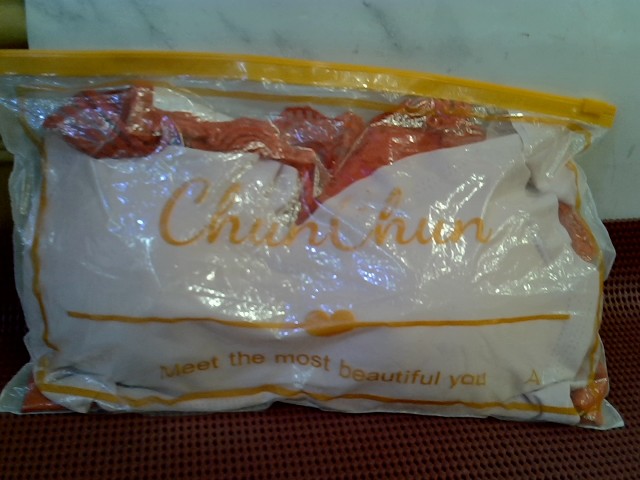 ChunChun
Meet the most beautiful you
A